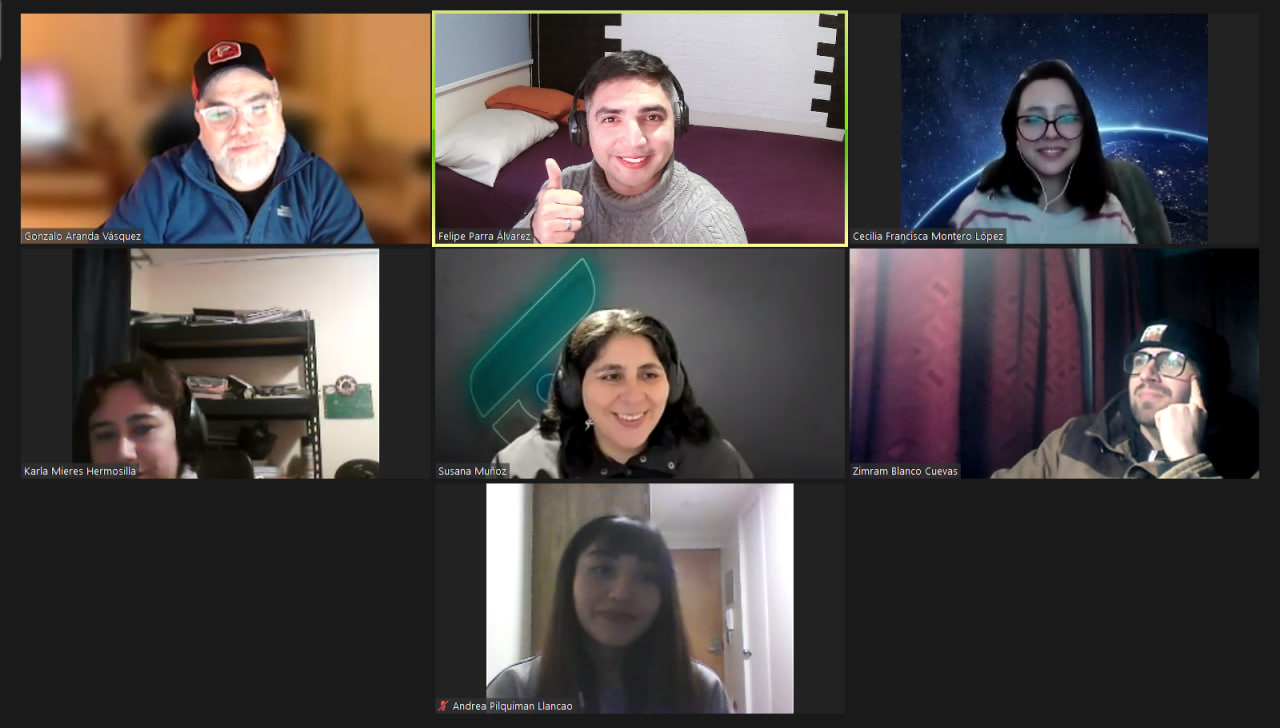 Gonzalo Aranda Vásquez
Felipe Parra Álvarez
Cecilia Francisca Montero López
Karla Mieres Hermosilla
Susana Muñoz
Zimram Blanco Cuevas
Andrea Pilquiman Llancao